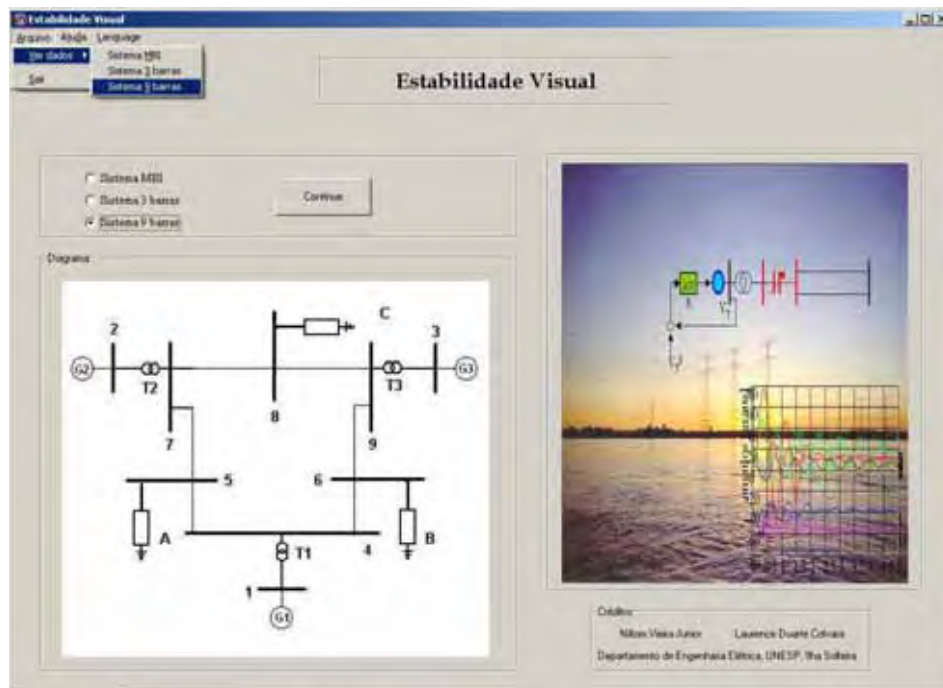 Estabilidade Visual
Arquivo Ajuda Language
Ver dados
Sair
Sistema MBI
Sistema 3 barras
Sistema 9 barras
Estabilidade Visual
Sistema MBI
Sistema 3 barras
Sistema 9 barras
Continue
Diagrama
C
2
3
G2
G3
T2
T3
8
7
9
5
6
A
B
T1
4
1
G1
Créditos
Nilson Vieira Junior Laurence Duarte Colvara
Departamento de Engenharia Elétrica, UNESP, Ilha Solteira